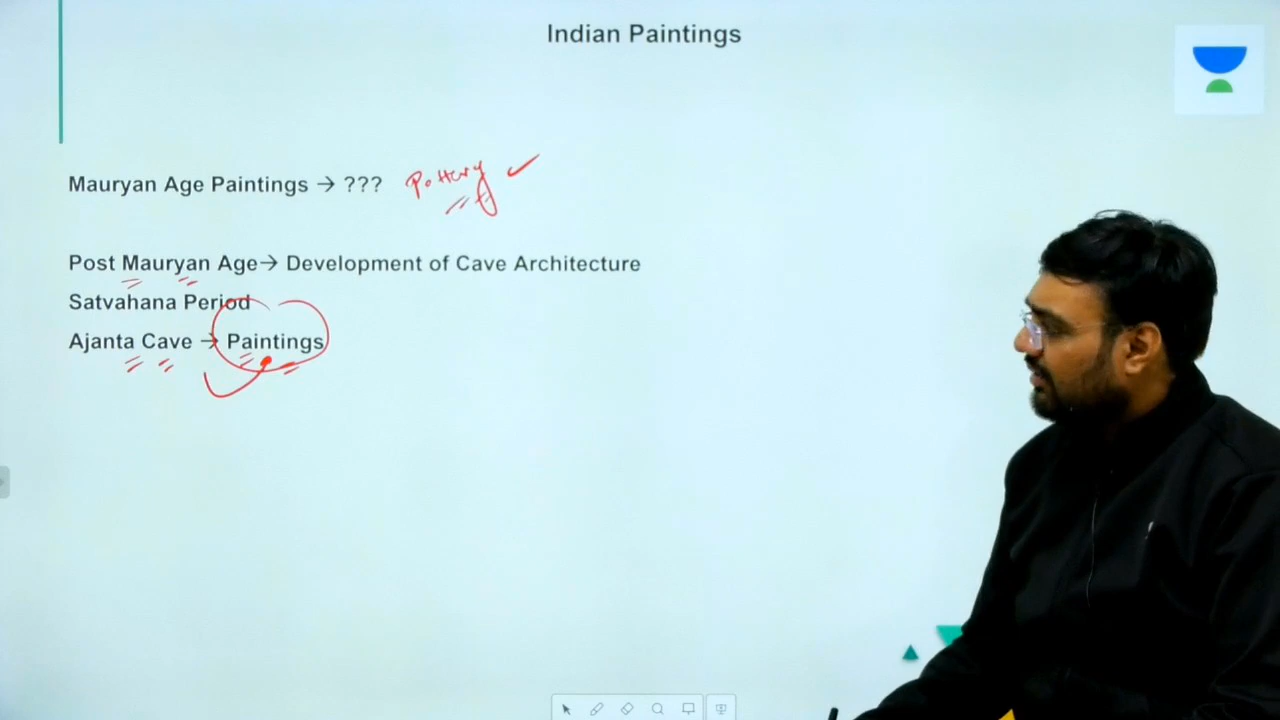 Indian Paintings
Mauryan Age Paintings → ??? Pottery ✓
Post Mauryan Age→ Development of Cave Architecture
Satvahana Period
Ajanta Cave → Paintings